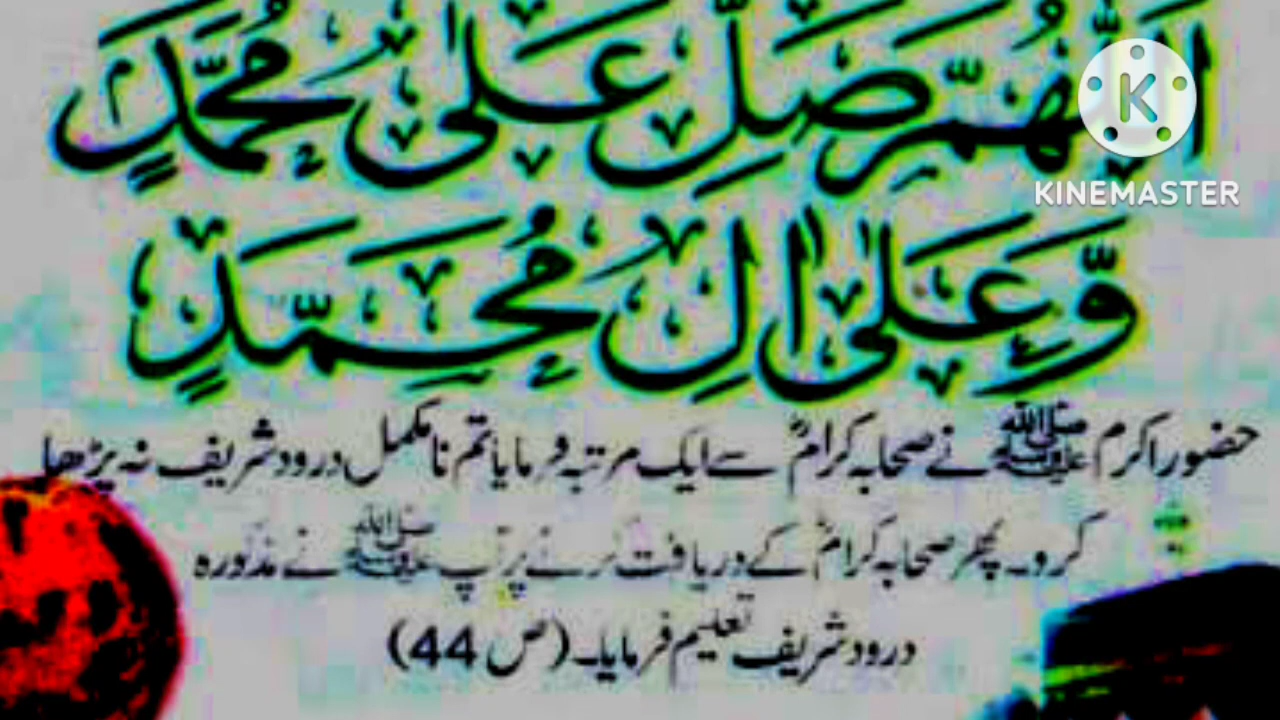 اَللّٰهُمَّ صَلِّ عَلٰى مُحَمَّدٍ
وَّعَلٰى اٰلِ مُحَمَّدٍ
حضور اکرم ﷺ نے صحابہ کرامؓ سے ایک مرتبہ فرمایا تم نامکمل درود شریف نہ پڑھا
کرو۔ پھر صحابہ کرامؓ کے دریافت کرنے پر آپ ﷺ نے مذکورہ
درود شریف تعلیم فرمایا۔ (ص 44)
K
KINEMASTER